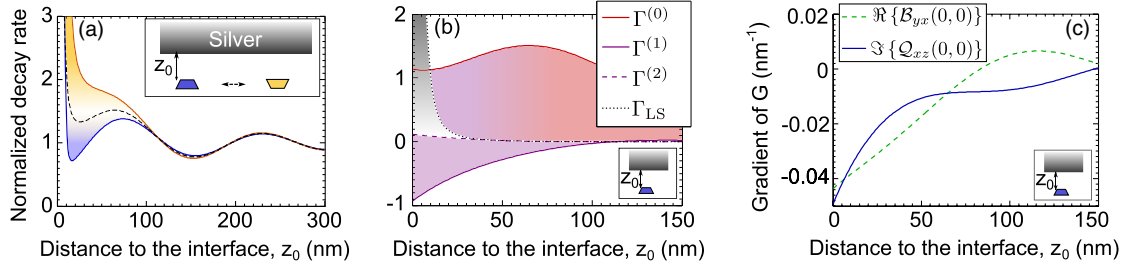 (a)
Silver
z₀
Normalized decay rate
3
2
1
0
0 100 200 300
Distance to the interface, z₀ (nm)
(b)
Γ⁽⁰⁾
Γ⁽¹⁾
Γ⁽²⁾
Γ_LS
z₀
2
1
0
-1
0 50 100 150
Distance to the interface, z₀ (nm)
(c)
ℜ{𝓑_yx(0,0)}
ℑ{𝓠_xz(0,0)}
z₀
Gradient of G (nm⁻¹)
0.02
0
-0.02
-0.04
0 50 100 150
Distance to the interface, z₀ (nm)